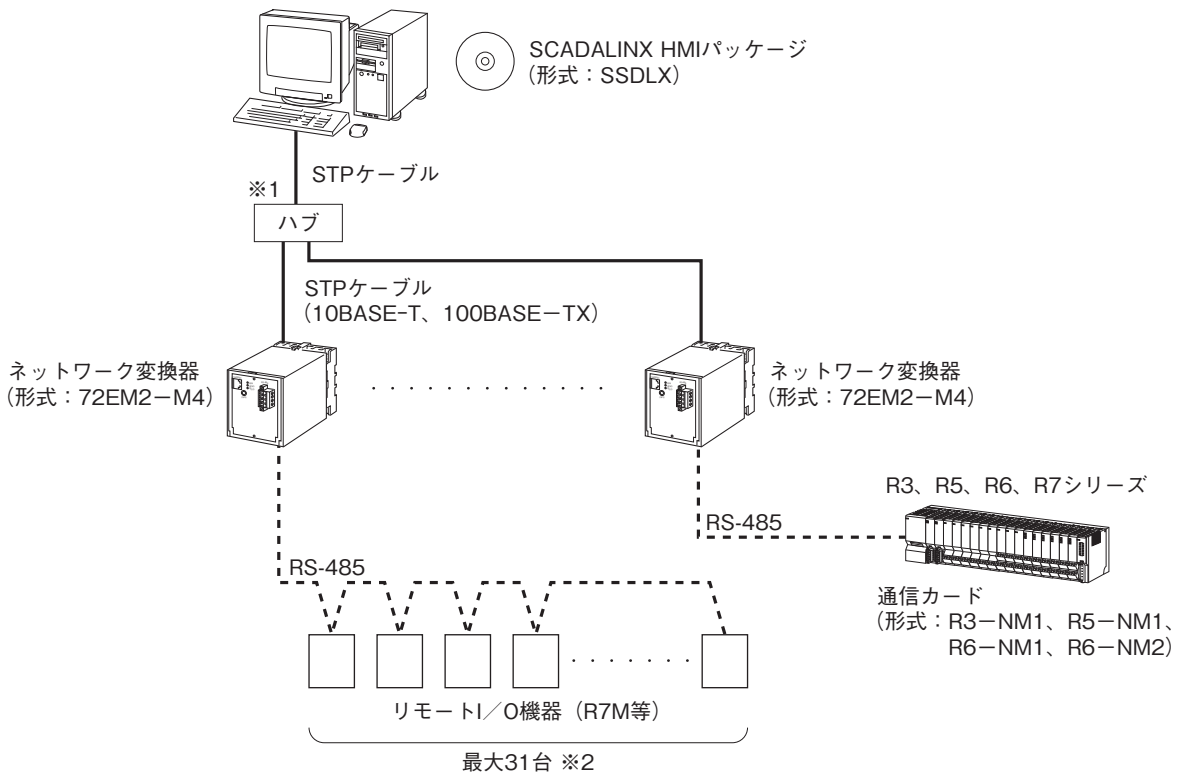 SCADALINX HMIパッケージ
（形式：SSDLX）
STPケーブル
※1
ハブ
STPケーブル
（10BASE-T、100BASE－TX）
ネットワーク変換器
（形式：72EM2－M4）
ネットワーク変換器
（形式：72EM2－M4）
R3、R5、R6、R7シリーズ
RS-485
RS-485
通信カード
（形式：R3－NM1、R5－NM1、
R6－NM1、R6－NM2）
リモートI／O機器（R7M等）
最大31台 ※2